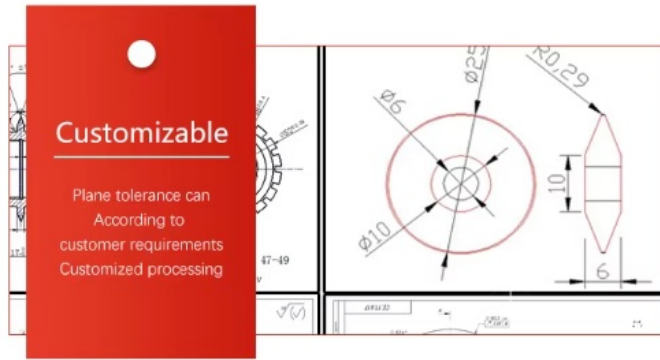 Customizable
Plane tolerance can
According to
customer requirements
Customized processing
47-49
Ø25
Ø6
Ø10
R0,29
10
6